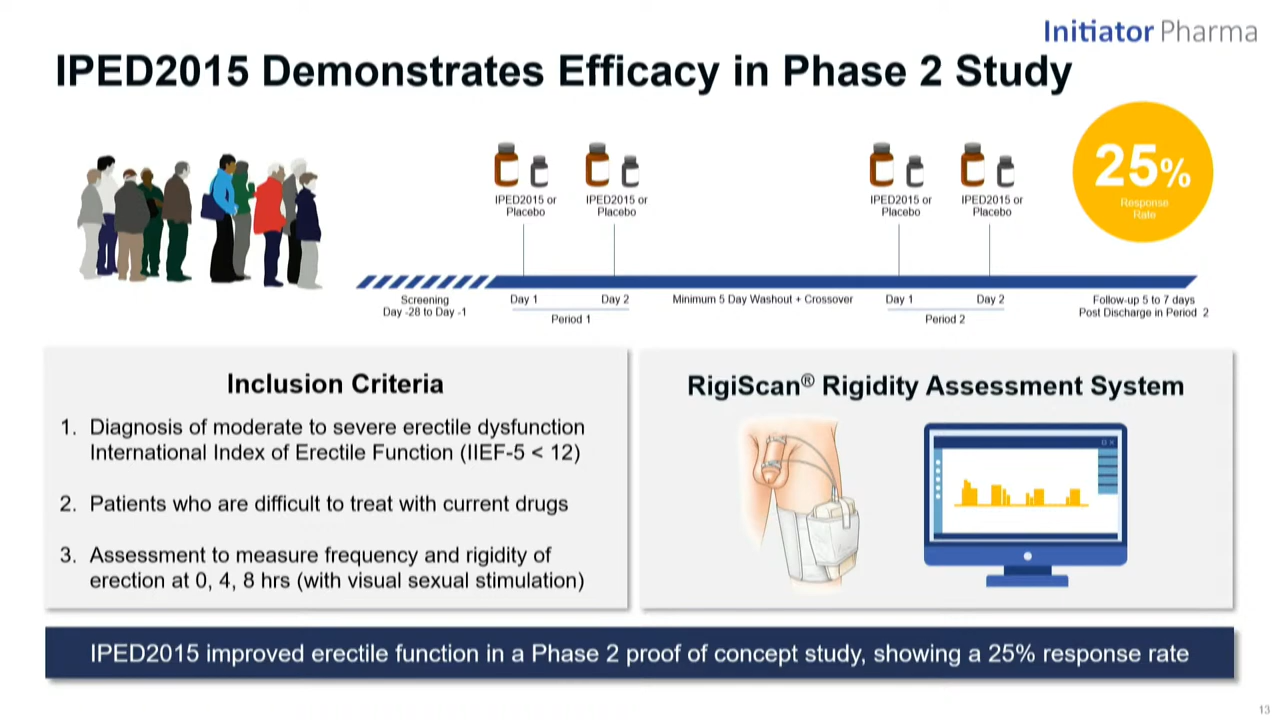 Initiator Pharma
IPED2015 Demonstrates Efficacy in Phase 2 Study
25%
Response
Rate
IPED2015 or
Placebo
IPED2015 or
Placebo
IPED2015 or
Placebo
IPED2015 or
Placebo
Screening
Day -28 to Day -1
Day 1
Day 2
Period 1
Minimum 5 Day Washout + Crossover
Day 1
Day 2
Period 2
Follow-up 5 to 7 days
Post Discharge in Period 2
Inclusion Criteria
1. Diagnosis of moderate to severe erectile dysfunction
International Index of Erectile Function (IIEF-5 < 12)
2. Patients who are difficult to treat with current drugs
3. Assessment to measure frequency and rigidity of
erection at 0, 4, 8 hrs (with visual sexual stimulation)
RigiScan® Rigidity Assessment System
IPED2015 improved erectile function in a Phase 2 proof of concept study, showing a 25% response rate
13